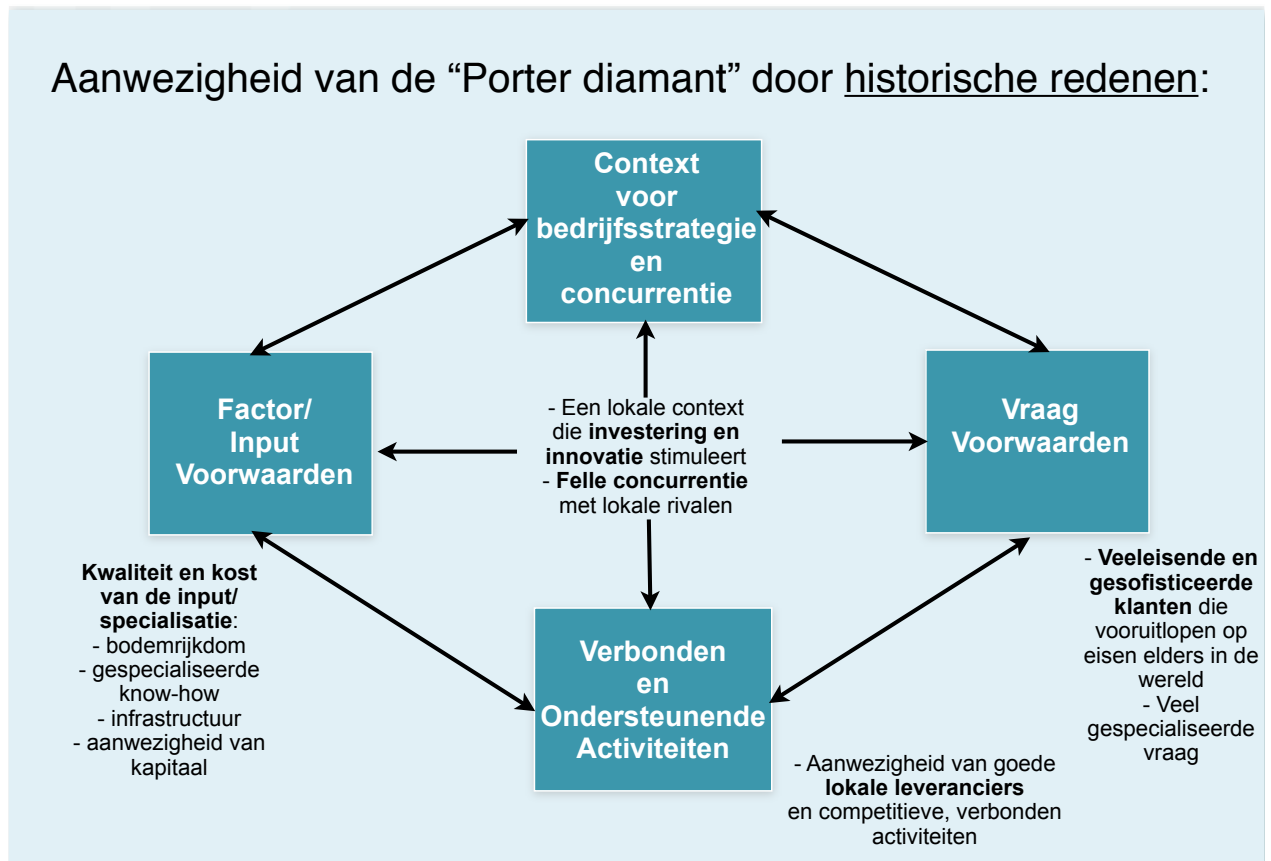 Aanwezigheid van de “Porter diamant” door historische redenen:
Context
voor
bedrijfsstrategie
en
concurrentie
Factor/
Input
Voorwaarden
- Een lokale context
die investering en
innovatie stimuleert
- Felle concurrentie
met lokale rivalen
Vraag
Voorwaarden
Kwaliteit en kost
van de input/
specialisatie:
- bodemrijkdom
- gespecialiseerde
know-how
- infrastructuur
- aanwezigheid van
kapitaal
Verbonden
en
Ondersteunende
Activiteiten
- Veeleisende en
gesofisticeerde
klanten die
vooruitlopen op
eisen elders in de
wereld
- Veel
gespecialiseerde
vraag
- Aanwezigheid van goede
lokale leveranciers
en competitieve, verbonden
activiteiten